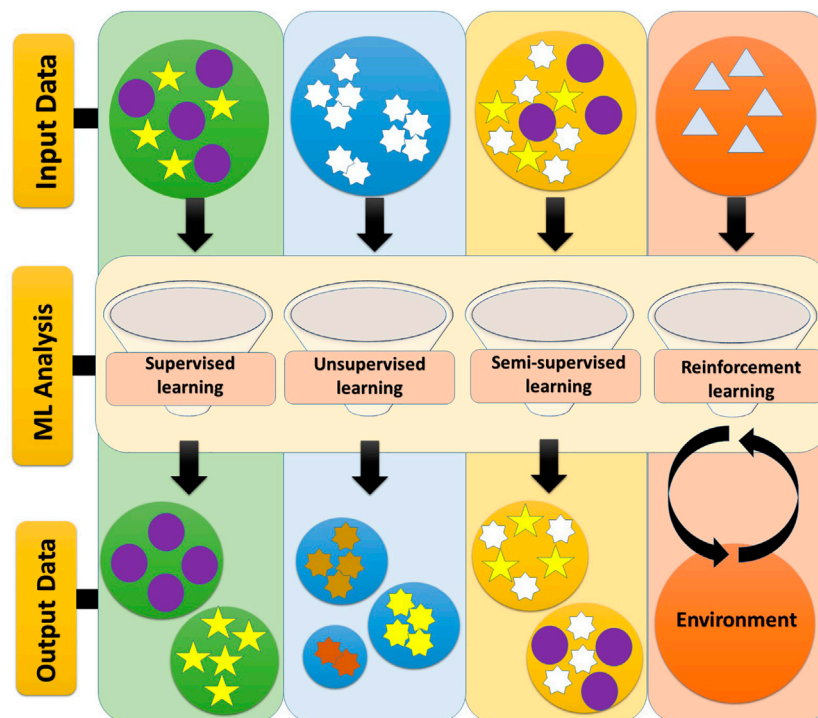 Input Data
ML Analysis
Supervised
learning
Unsupervised
learning
Semi-supervised
learning
Reinforcement
learning
Output Data
Environment